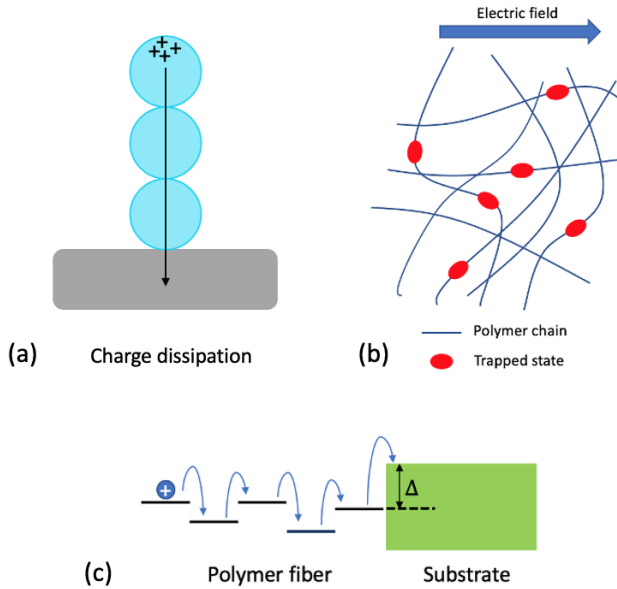 + + + +
(a)
Charge dissipation
Electric field
(b)
Polymer chain
Trapped state
+
Δ
(c)
Polymer fiber
Substrate